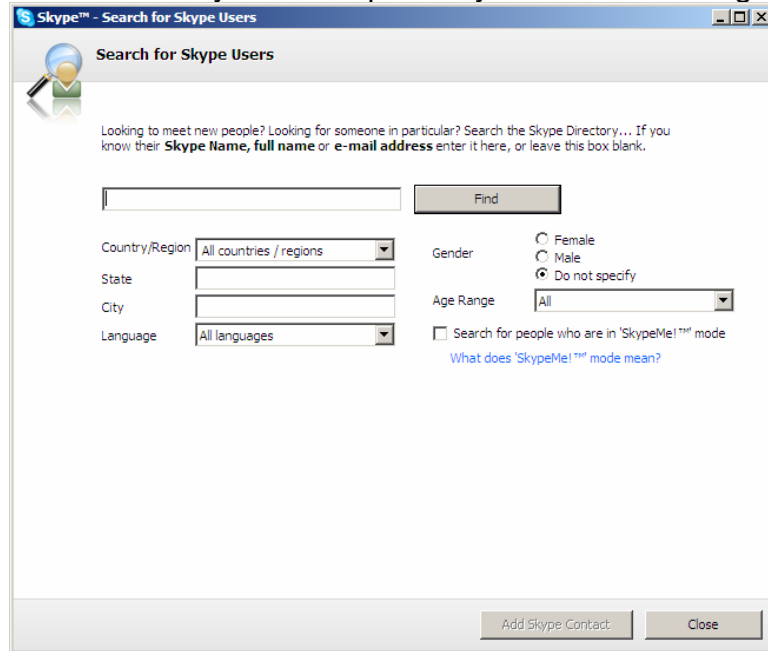 Skype™ - Search for Skype Users
Search for Skype Users
Looking to meet new people? Looking for someone in particular? Search the Skype Directory... If you
know their Skype Name, full name or e-mail address enter it here, or leave this box blank.
Find
Country/Region All countries / regions
State
City
Language All languages
Gender
Female
Male
Do not specify
Age Range All
Search for people who are in 'SkypeMe!™' mode
What does 'SkypeMe!™' mode mean?
Add Skype Contact Close